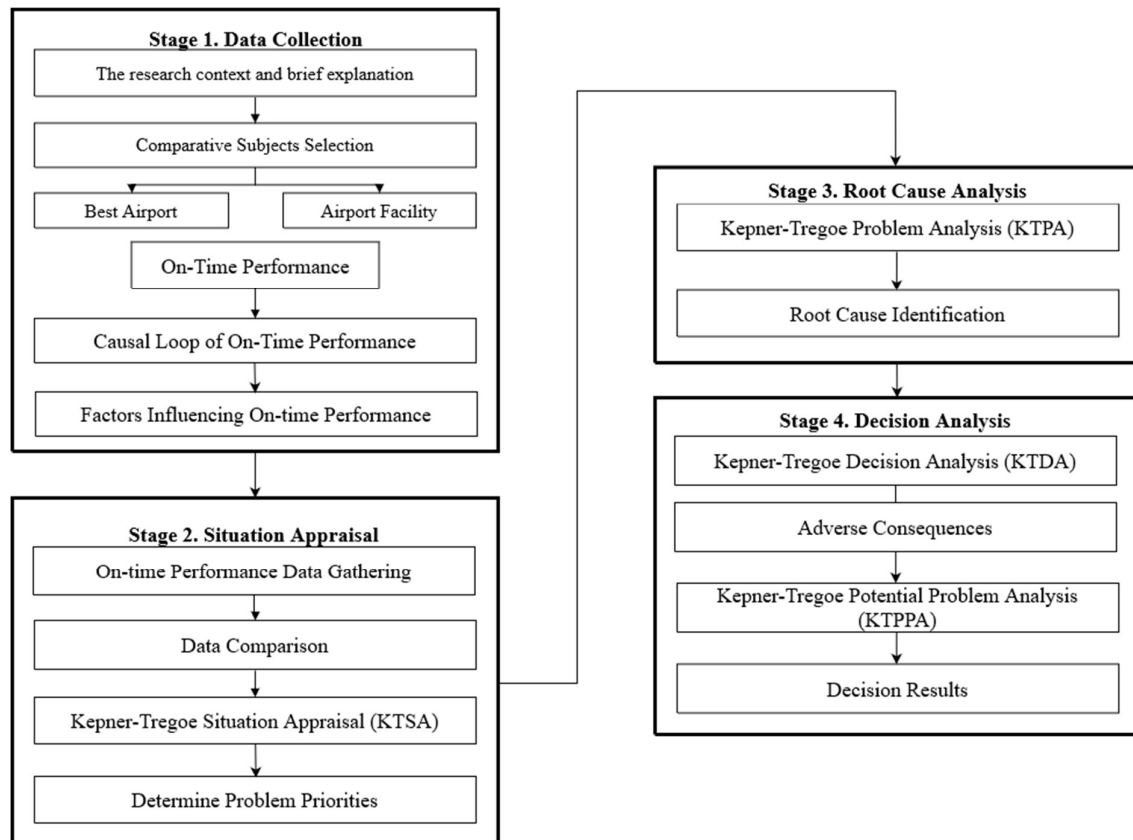 Stage 1. Data Collection
The research context and brief explanation
Comparative Subjects Selection
Best Airport
Airport Facility
On-Time Performance
Causal Loop of On-Time Performance
Factors Influencing On-time Performance
Stage 2. Situation Appraisal
On-time Performance Data Gathering
Data Comparison
Kepner-Tregoe Situation Appraisal (KTSA)
Determine Problem Priorities
Stage 3. Root Cause Analysis
Kepner-Tregoe Problem Analysis (KTPA)
Root Cause Identification
Stage 4. Decision Analysis
Kepner-Tregoe Decision Analysis (KTDA)
Adverse Consequences
Kepner-Tregoe Potential Problem Analysis
(KTPPA)
Decision Results